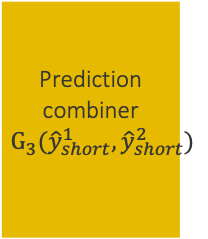 Prediction
combiner
G₃(ŷ¹ₛₕₒᵣₜ, ŷ²ₛₕₒᵣₜ)